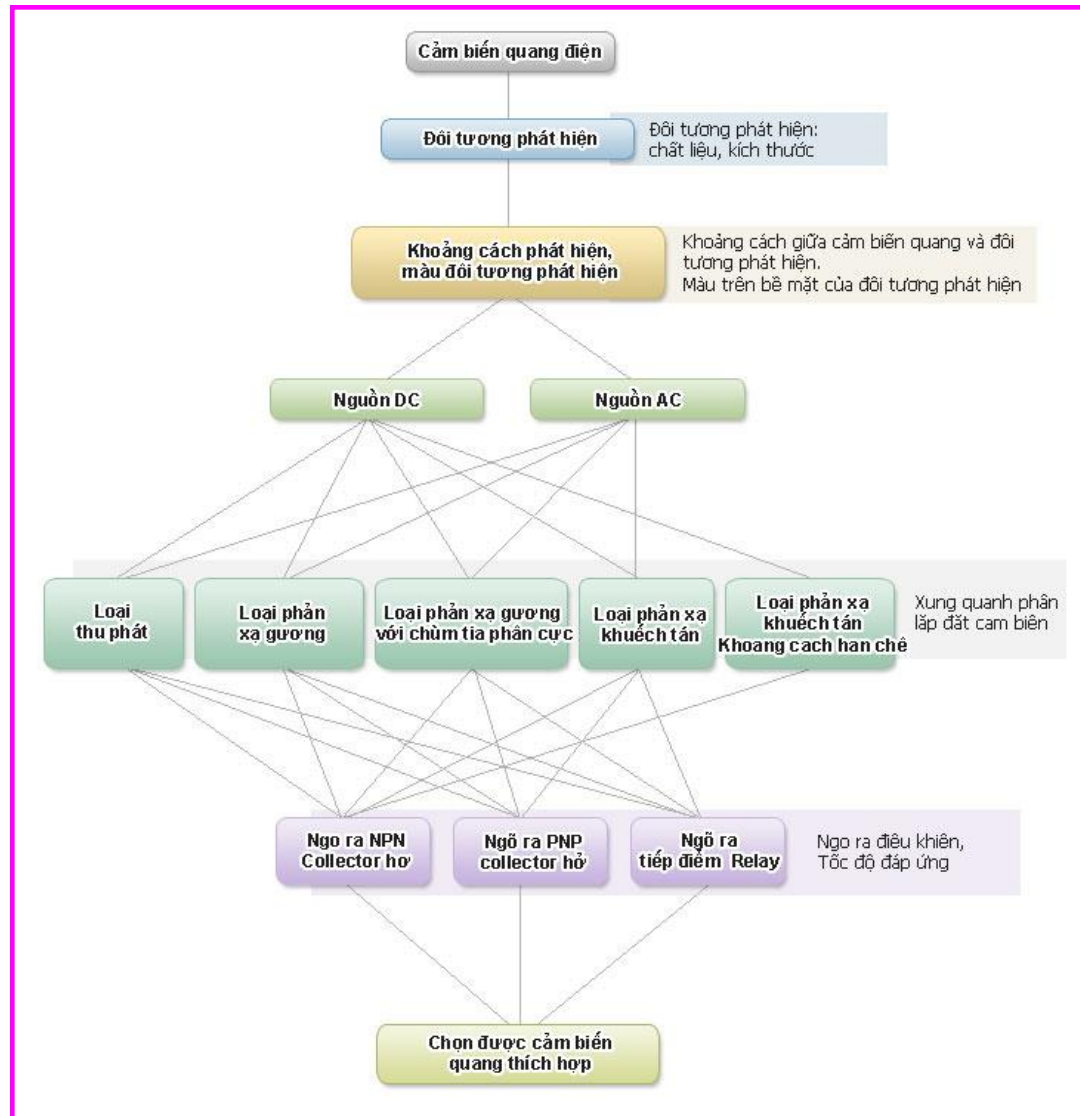 Cảm biến quang điện
Đôi tương phát hiện
Đôi tương phát hiện:
chất liệu, kích thước
Khoảng cách phát hiện,
màu đôi tương phát hiện
Khoảng cách giữa cảm biến quang và đôi
tương phát hiện.
Màu trên bề mặt của đôi tương phát hiện
Nguồn DC
Nguồn AC
Loại
thu phát
Loại phản
xạ gương
Loại phản xạ gương
với chùm tia phân cực
Loại phản xạ
khuếch tán
Loại phản xạ
khuếch tán
Khoang cach han chê
Xung quanh phân
lắp đăt cam biên
Ngo ra NPN
Collector hơ
Ngõ ra PNP
collector hở
Ngõ ra
tiếp điểm Relay
Ngo ra điêu khiên,
Tốc độ đáp ứng
Chọn được cảm biến
quang thích hợp